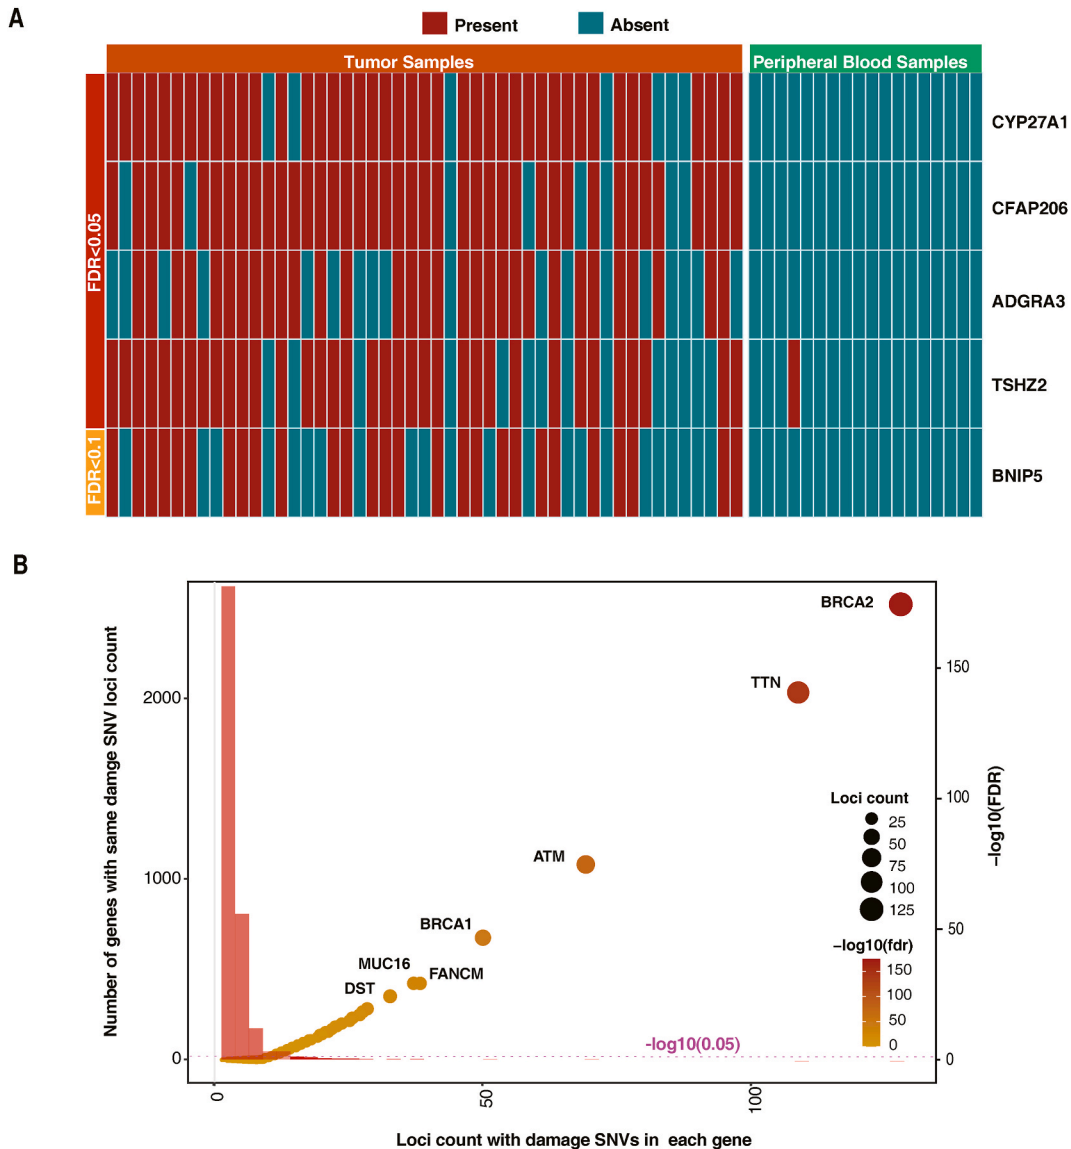 A
Present
Absent
Tumor Samples
Peripheral Blood Samples
FDR<0.05
FDR<0.1
CYP27A1
CFAP206
ADGRA3
TSHZ2
BNIP5
B
Number of genes with same damge SNV loci count
2000
1000
0
BRCA2
TTN
ATM
BRCA1
MUC16
FANCM
DST
-log10(0.05)
Loci count
25
50
75
100
125
−log10(fdr)
150
100
50
0
150
100
50
0
−log10(FDR)
0
50
100
Loci count with damage SNVs in each gene